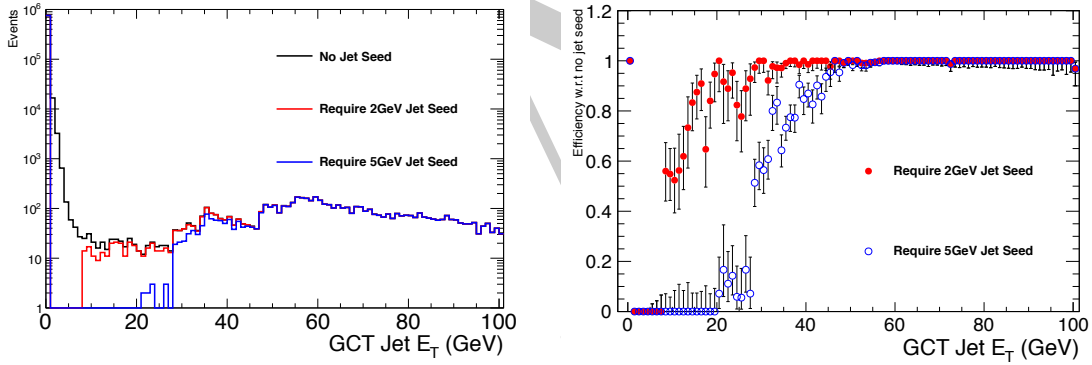 Events
10^6
10^5
10^4
10^3
10^2
10
1
No Jet Seed
Require 2GeV Jet Seed
Require 5GeV Jet Seed
0 20 40 60 80 100
GCT Jet E_T (GeV)
Efficiency w.r.t no jet seed
1.2
1
0.8
0.6
0.4
0.2
0
Require 2GeV Jet Seed
Require 5GeV Jet Seed
0 20 40 60 80 100
GCT Jet E_T (GeV)